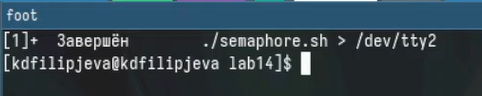 foot
[1]+  Завершён        ./semaphore.sh > /dev/tty2
[kdfilipjeva@kdfilipjeva lab14]$